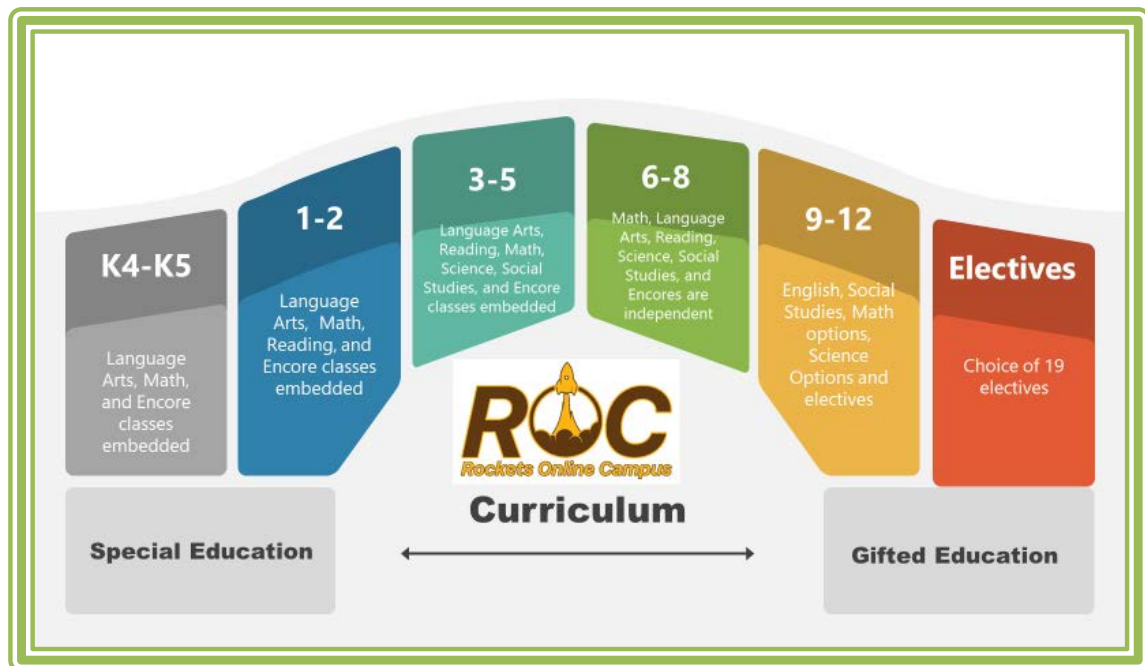 K4-K5
Language
Arts, Math,
and Encore
classes
embedded
1-2
Language
Arts, Math,
Reading, and
Encore classes
embedded
3-5
Language Arts,
Reading, Math,
Science, Social
Studies, and Encore
classes embedded
6-8
Math, Language
Arts, Reading,
Science, Social
Studies, and
Encores are
independent
9-12
English, Social
Studies, Math
options,
Science
Options and
electives
Electives
Choice of 19
electives
ROC
Rockets Online Campus
Curriculum
Special Education
Gifted Education